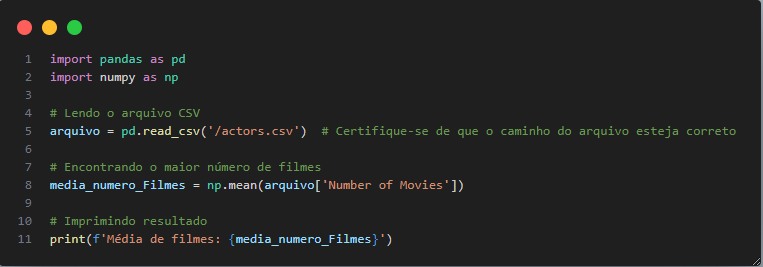 1 import pandas as pd
2 import numpy as np
3
4 # Lendo o arquivo CSV
5 arquivo = pd.read_csv('/actors.csv')  # Certifique-se de que o caminho do arquivo esteja correto
6
7 # Encontrando o maior número de filmes
8 media_numero_Filmes = np.mean(arquivo['Number of Movies'])
9
10 # Imprimindo resultado
11 print(f'Média de filmes: {media_numero_Filmes}')